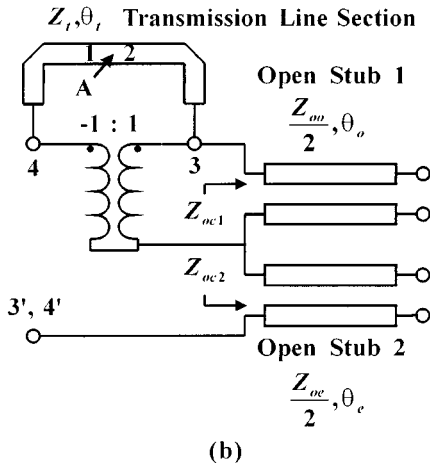 Z_t, θ_t Transmission Line Section
1 2
A
Open Stub 1
Z_oo/2, θ_o
-1 : 1
4
3
Z_oc1
Z_oc2
3', 4'
Open Stub 2
Z_oe/2, θ_e
(b)